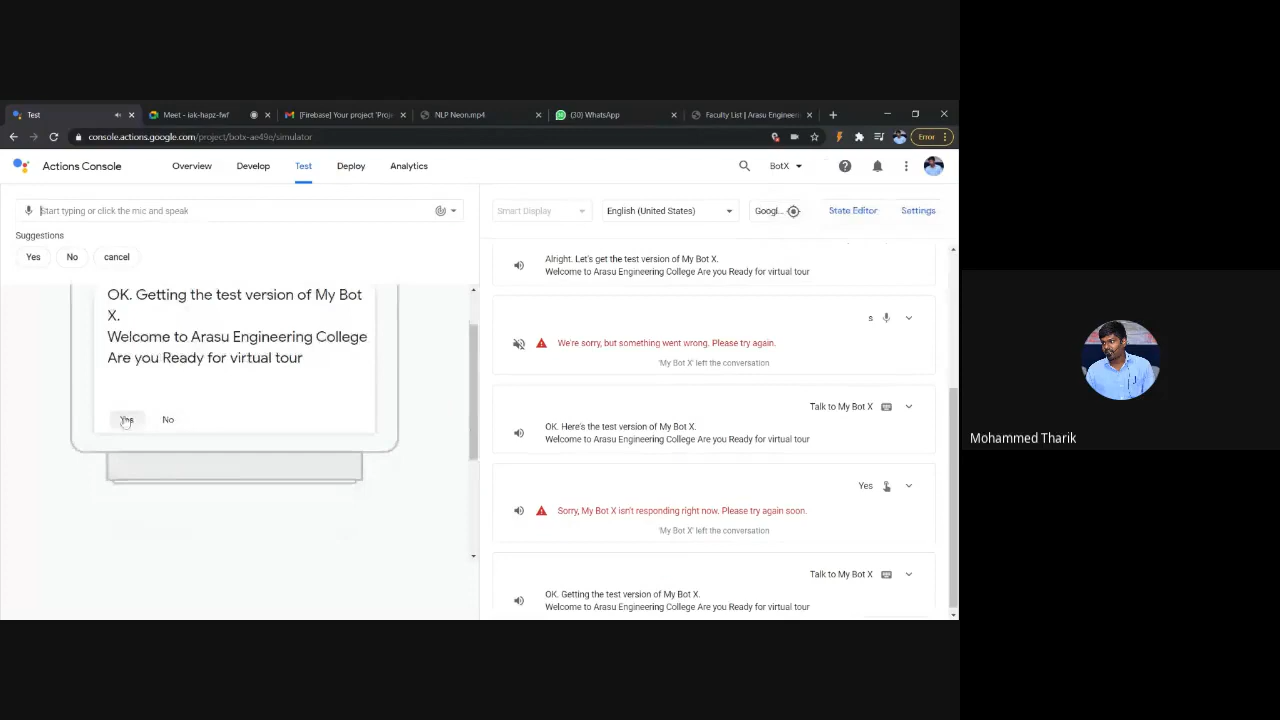 Test
Meet - iak-hapz-fwf
[Firebase] Your project 'Proje
NLP Neon.mp4
(30) WhatsApp
Faculty List | Arasu Engineeri
console.actions.google.com/project/botx-ae49e/simulator
Error
Actions Console
Overview
Develop
Test
Deploy
Analytics
BotX
Start typing or click the mic and speak
Suggestions
Yes
No
cancel
OK. Getting the test version of My Bot
X.
Welcome to Arasu Engineering College
Are you Ready for virtual tour
Yes
No
Smart Display
English (United States)
Googl...
State Editor
Settings
Alright. Let's get the test version of My Bot X.
Welcome to Arasu Engineering College Are you Ready for virtual tour
s
We're sorry, but something went wrong. Please try again.
'My Bot X' left the conversation
Talk to My Bot X
OK. Here's the test version of My Bot X.
Welcome to Arasu Engineering College Are you Ready for virtual tour
Yes
Sorry, My Bot X isn't responding right now. Please try again soon.
'My Bot X' left the conversation
Talk to My Bot X
OK. Getting the test version of My Bot X.
Welcome to Arasu Engineering College Are you Ready for virtual tour
Mohammed Tharik